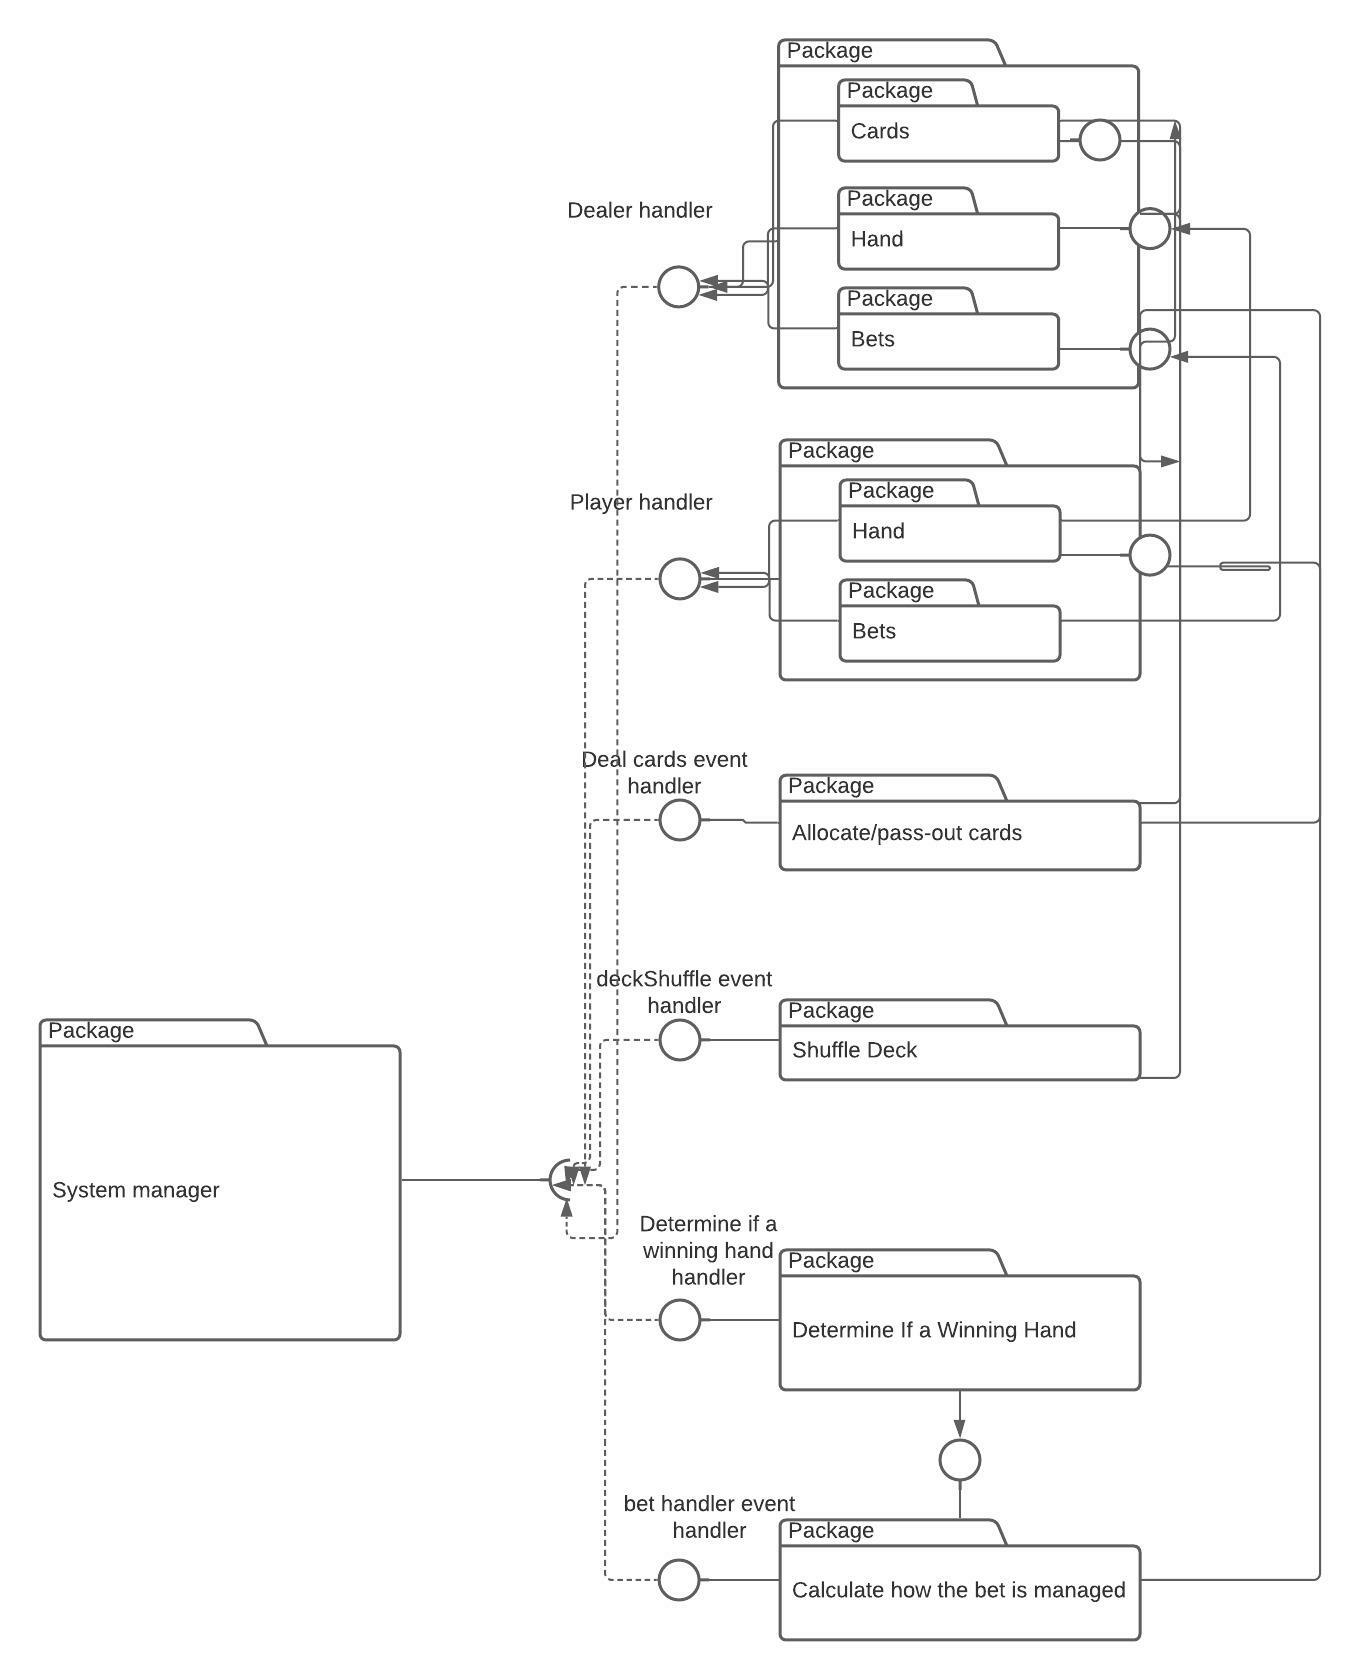 Package
Package
Cards
Dealer handler
Package
Hand
Package
Bets
Package
Player handler
Package
Hand
Package
Bets
Deal cards event
handler
Package
Allocate/pass-out cards
deckShuffle event
handler
Package
Shuffle Deck
Package
System manager
Determine if a
winning hand
handler
Package
Determine If a Winning Hand
bet handler event
handler
Package
Calculate how the bet is managed